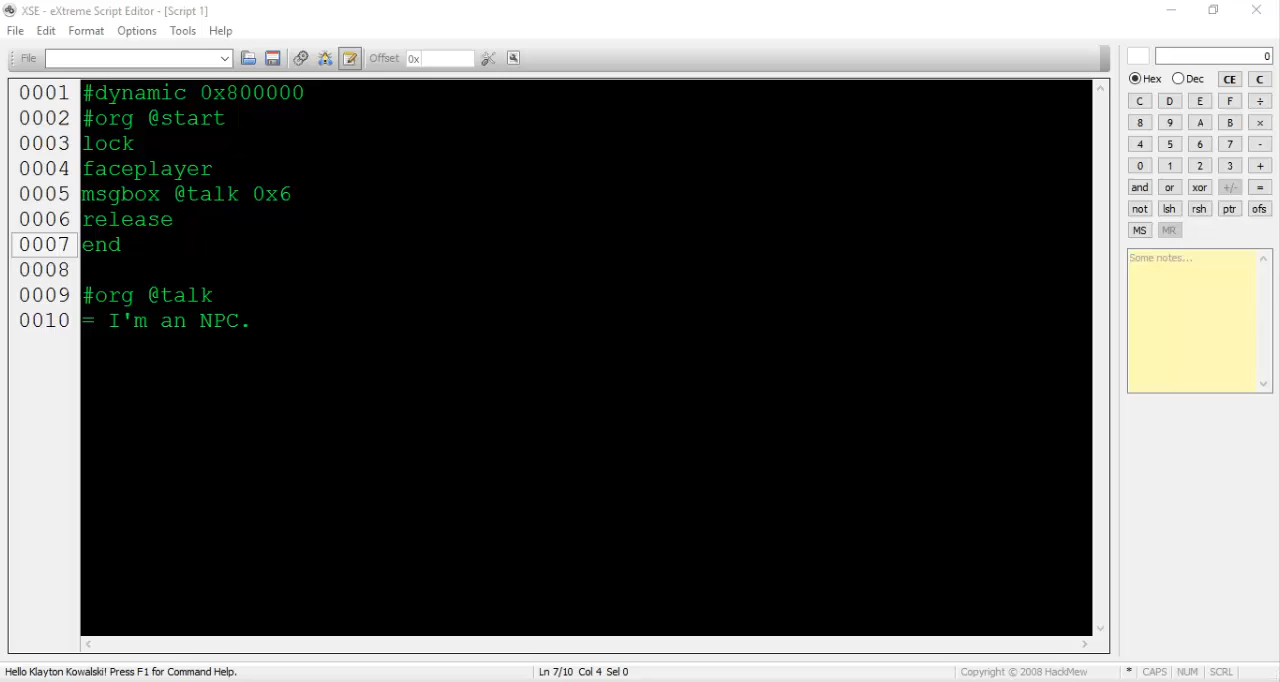 XSE - eXtreme Script Editor - [Script 1]
File Edit Format Options Tools Help
File Offset 0x
0
Hex Dec CE C
C D E F ÷
8 9 A B ×
4 5 6 7 -
0 1 2 3 +
and or xor +/- =
not lsh rsh ptr ofs
MS MR
Some notes...
0001 #dynamic 0x800000
0002 #org @start
0003 lock
0004 faceplayer
0005 msgbox @talk 0x6
0006 release
0007 end
0008
0009 #org @talk
0010 = I'm an NPC.
Hello Klayton Kowalski! Press F1 for Command Help. Ln 7/10 Col 4 Sel 0 Copyright © 2008 HackMew * CAPS NUM SCRL